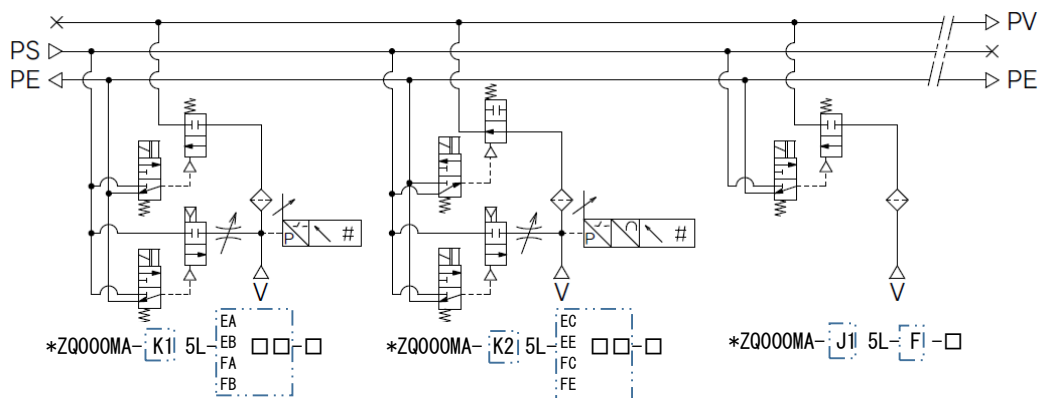 PV
PS
PE
PE
P
#
P
#
V
V
V
*ZQ000MA- K1 5L- EA EB FA FB □□-□
*ZQ000MA- K2 5L- EC EE FC FE □□-□
*ZQ000MA- J1 5L- F -□